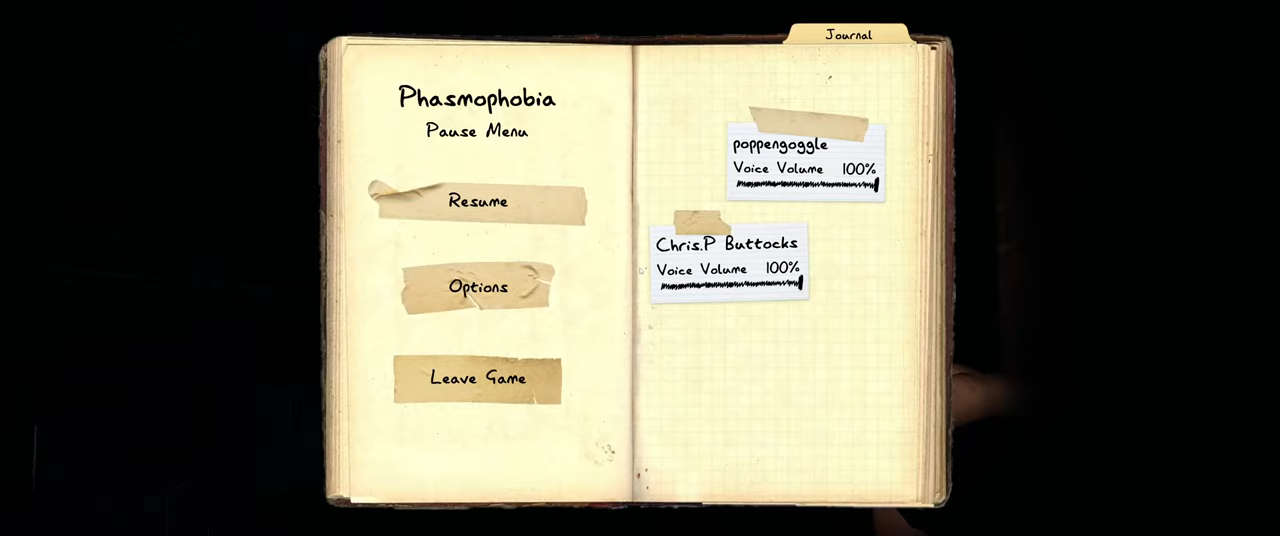 Journal
Phasmophobia
Pause Menu
Resume
Options
Leave Game
poppengoggle
Voice Volume 100%
Chris.P Buttocks
Voice Volume 100%